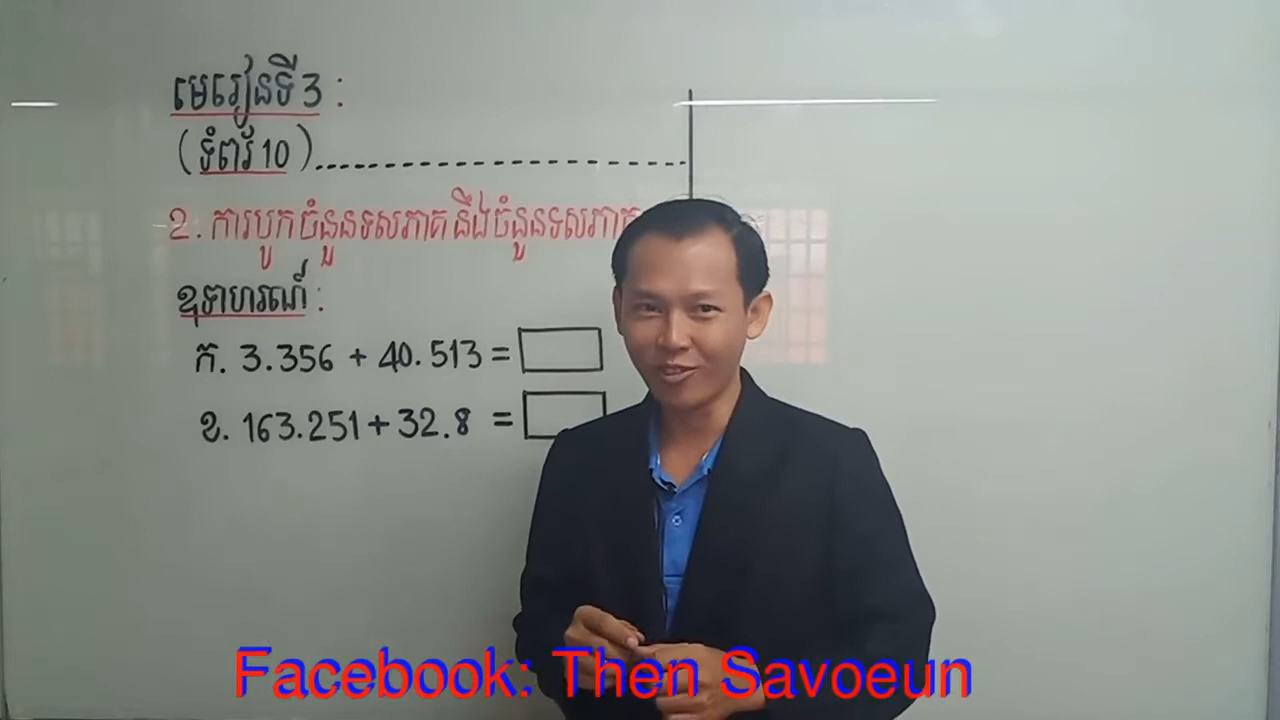 មេរៀនទី 3 :
(ទំព័រ 10)
2. ការបូកចំនួនទសភាគ នឹងចំនួនទសភាគ
ឧទាហរណ៍ :
ក. 3.356 + 40.513 =
ខ. 163.251 + 32.8 =
Facebook: Then Savoeun